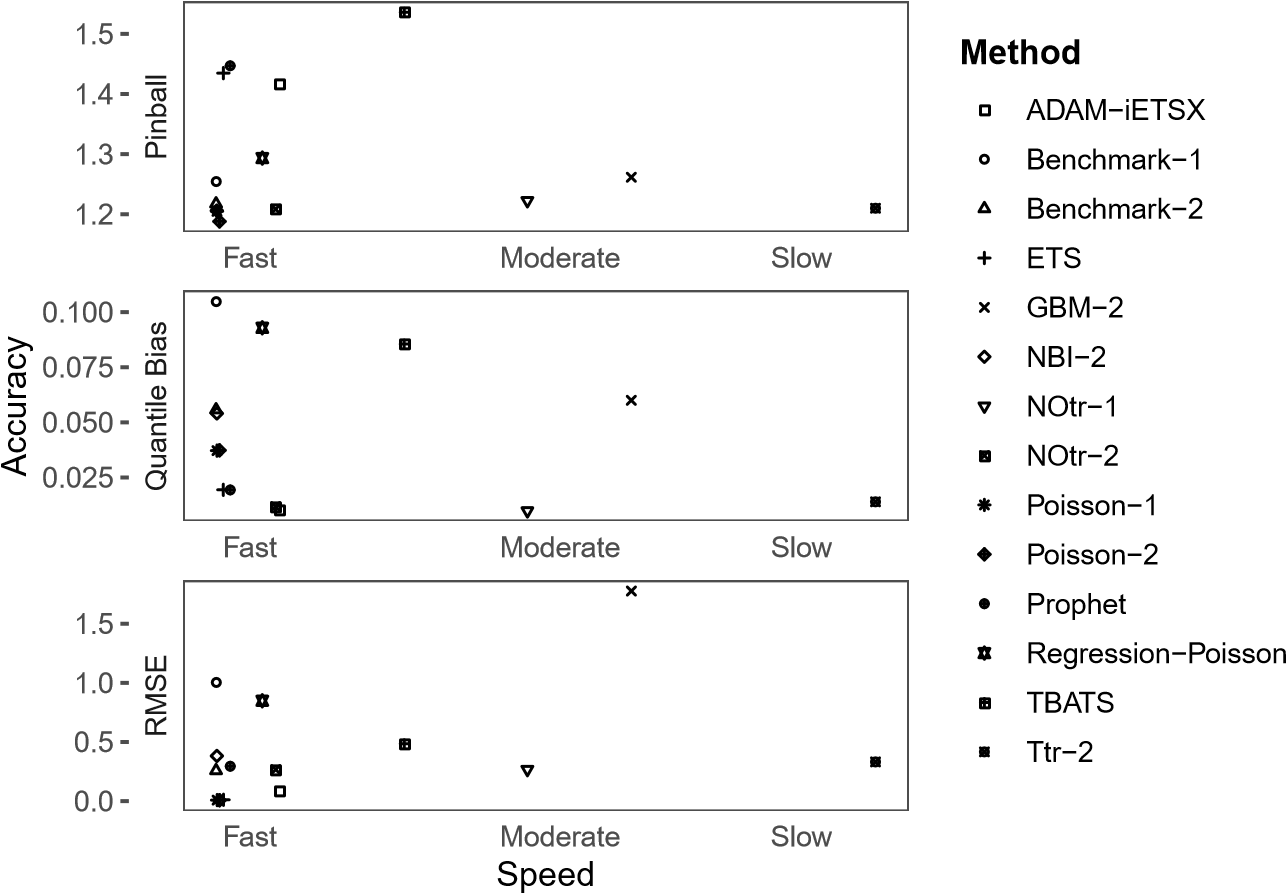 Accuracy
Pinball
1.5
1.4
1.3
1.2
Fast Moderate Slow
Quantile Bias
0.100
0.075
0.050
0.025
Fast Moderate Slow
RMSE
1.5
1.0
0.5
0.0
Fast Moderate Slow
Speed
Method
ADAM−iETSX
Benchmark−1
Benchmark−2
ETS
GBM−2
NBI−2
NOtr−1
NOtr−2
Poisson−1
Poisson−2
Prophet
Regression−Poisson
TBATS
Ttr−2